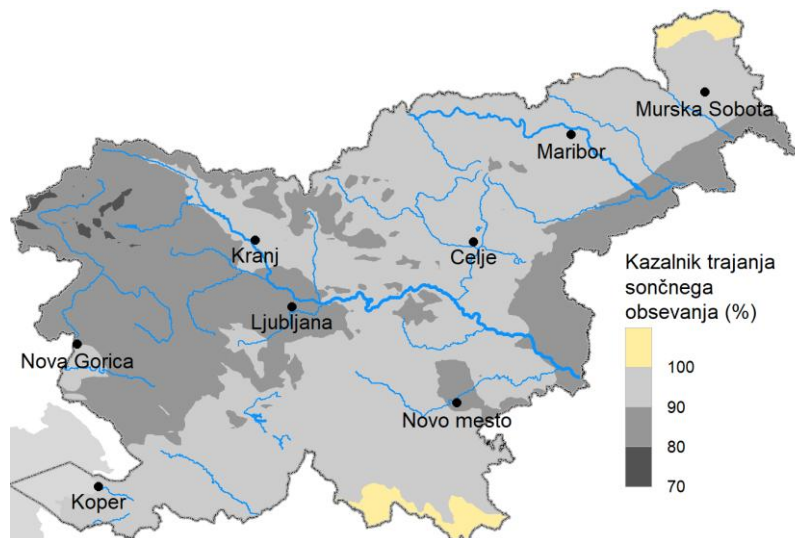 Murska Sobota
Maribor
Kranj
Celje
Ljubljana
Nova Gorica
Novo mesto
Koper
Kazalnik trajanja
sončnega
obsevanja (%)
100
90
80
70